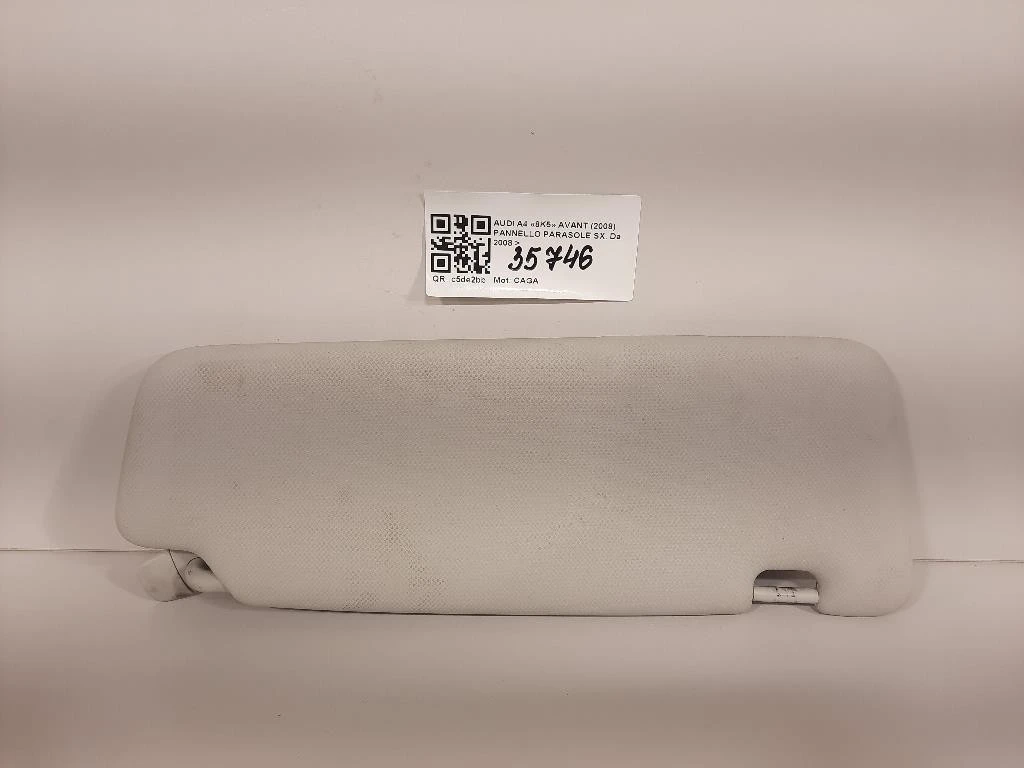 AUDI A4 «8K5» AVANT (2008)
PANNELLO PARASOLE SX. Da
2008 >
35746
QR c5de2bb Mot. CAGA